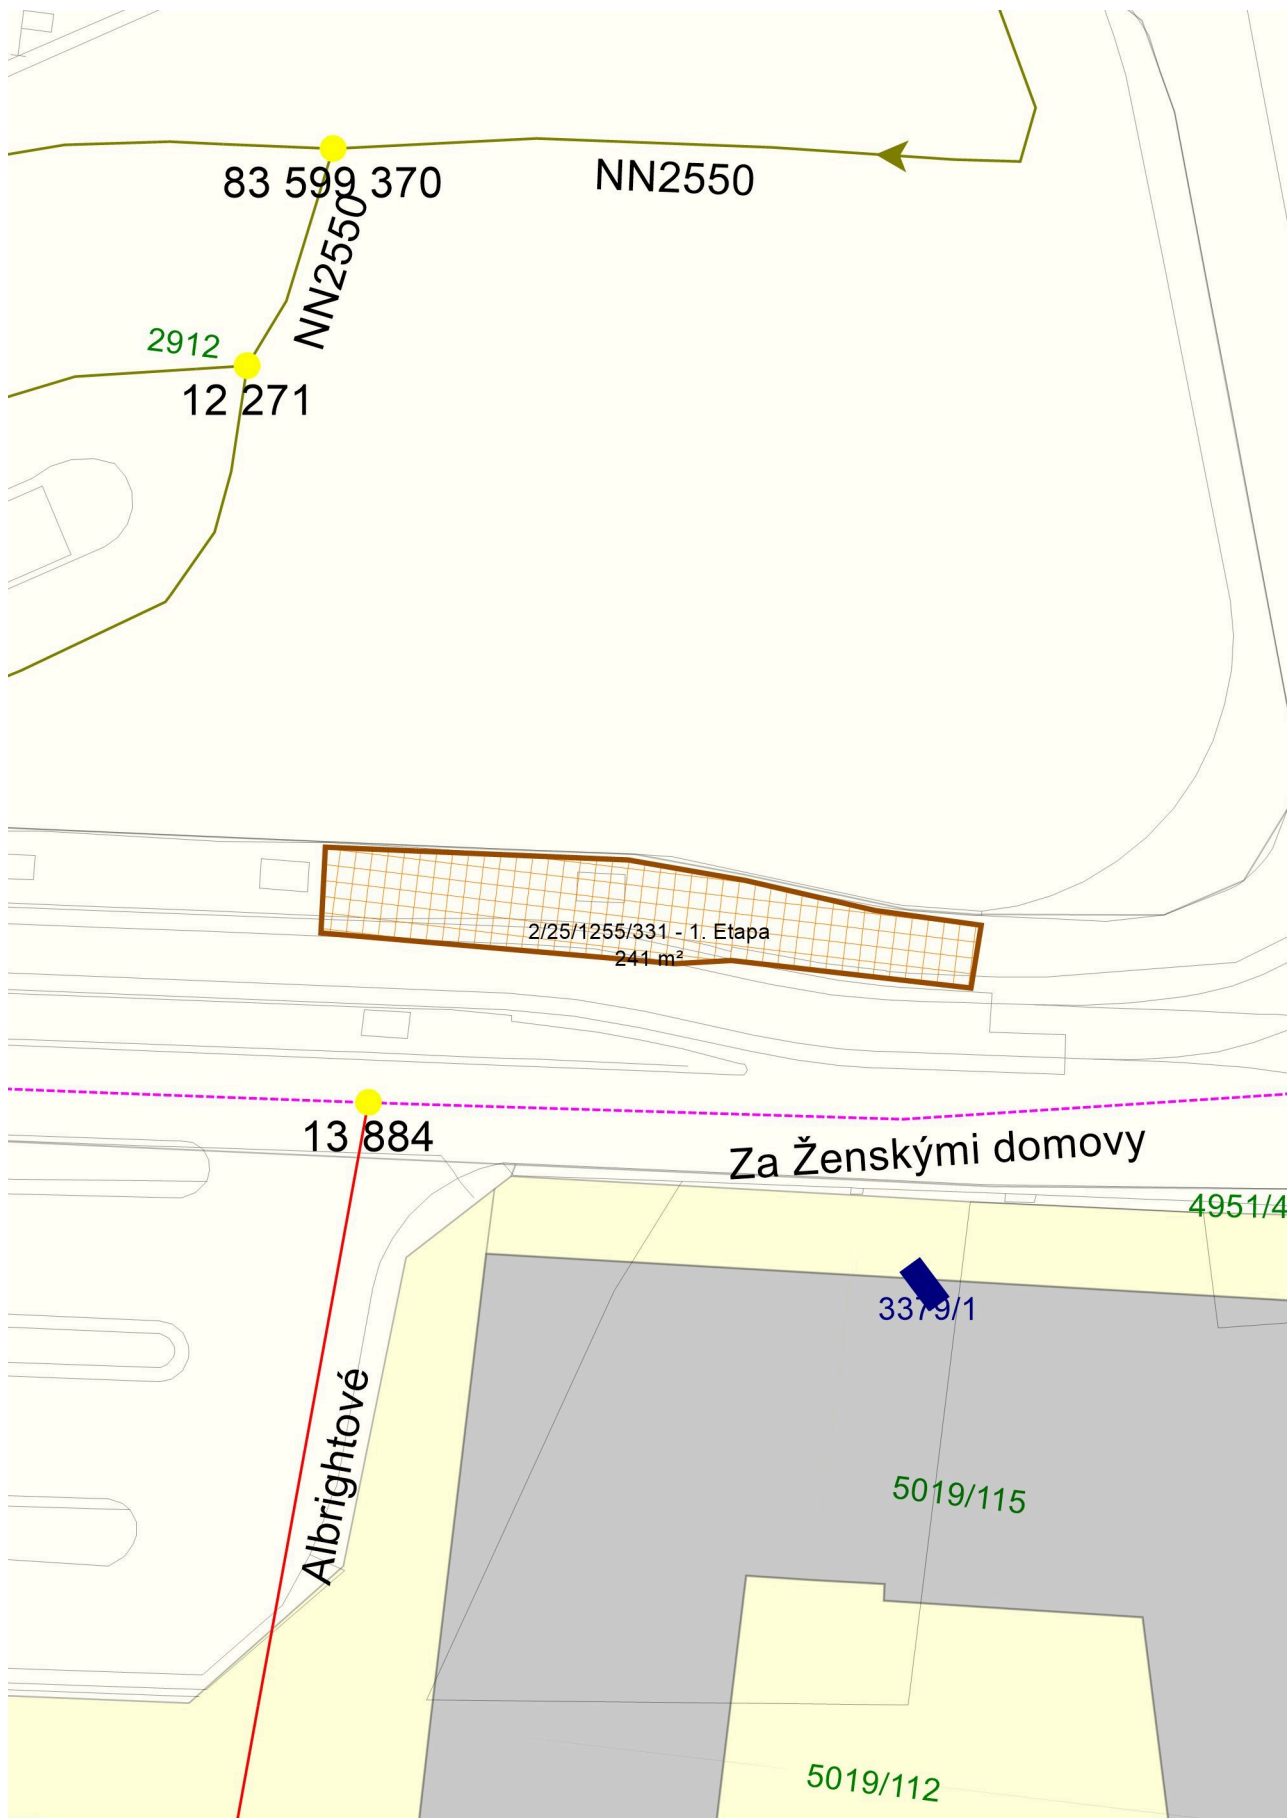 83 599 370
NN2550
NN2550
2912
12 271
2/25/1255/331 - 1. Etapa
241 m²
13 884
Za Ženskými domovy
4951/4
3379/1
Albrightové
5019/115
5019/112